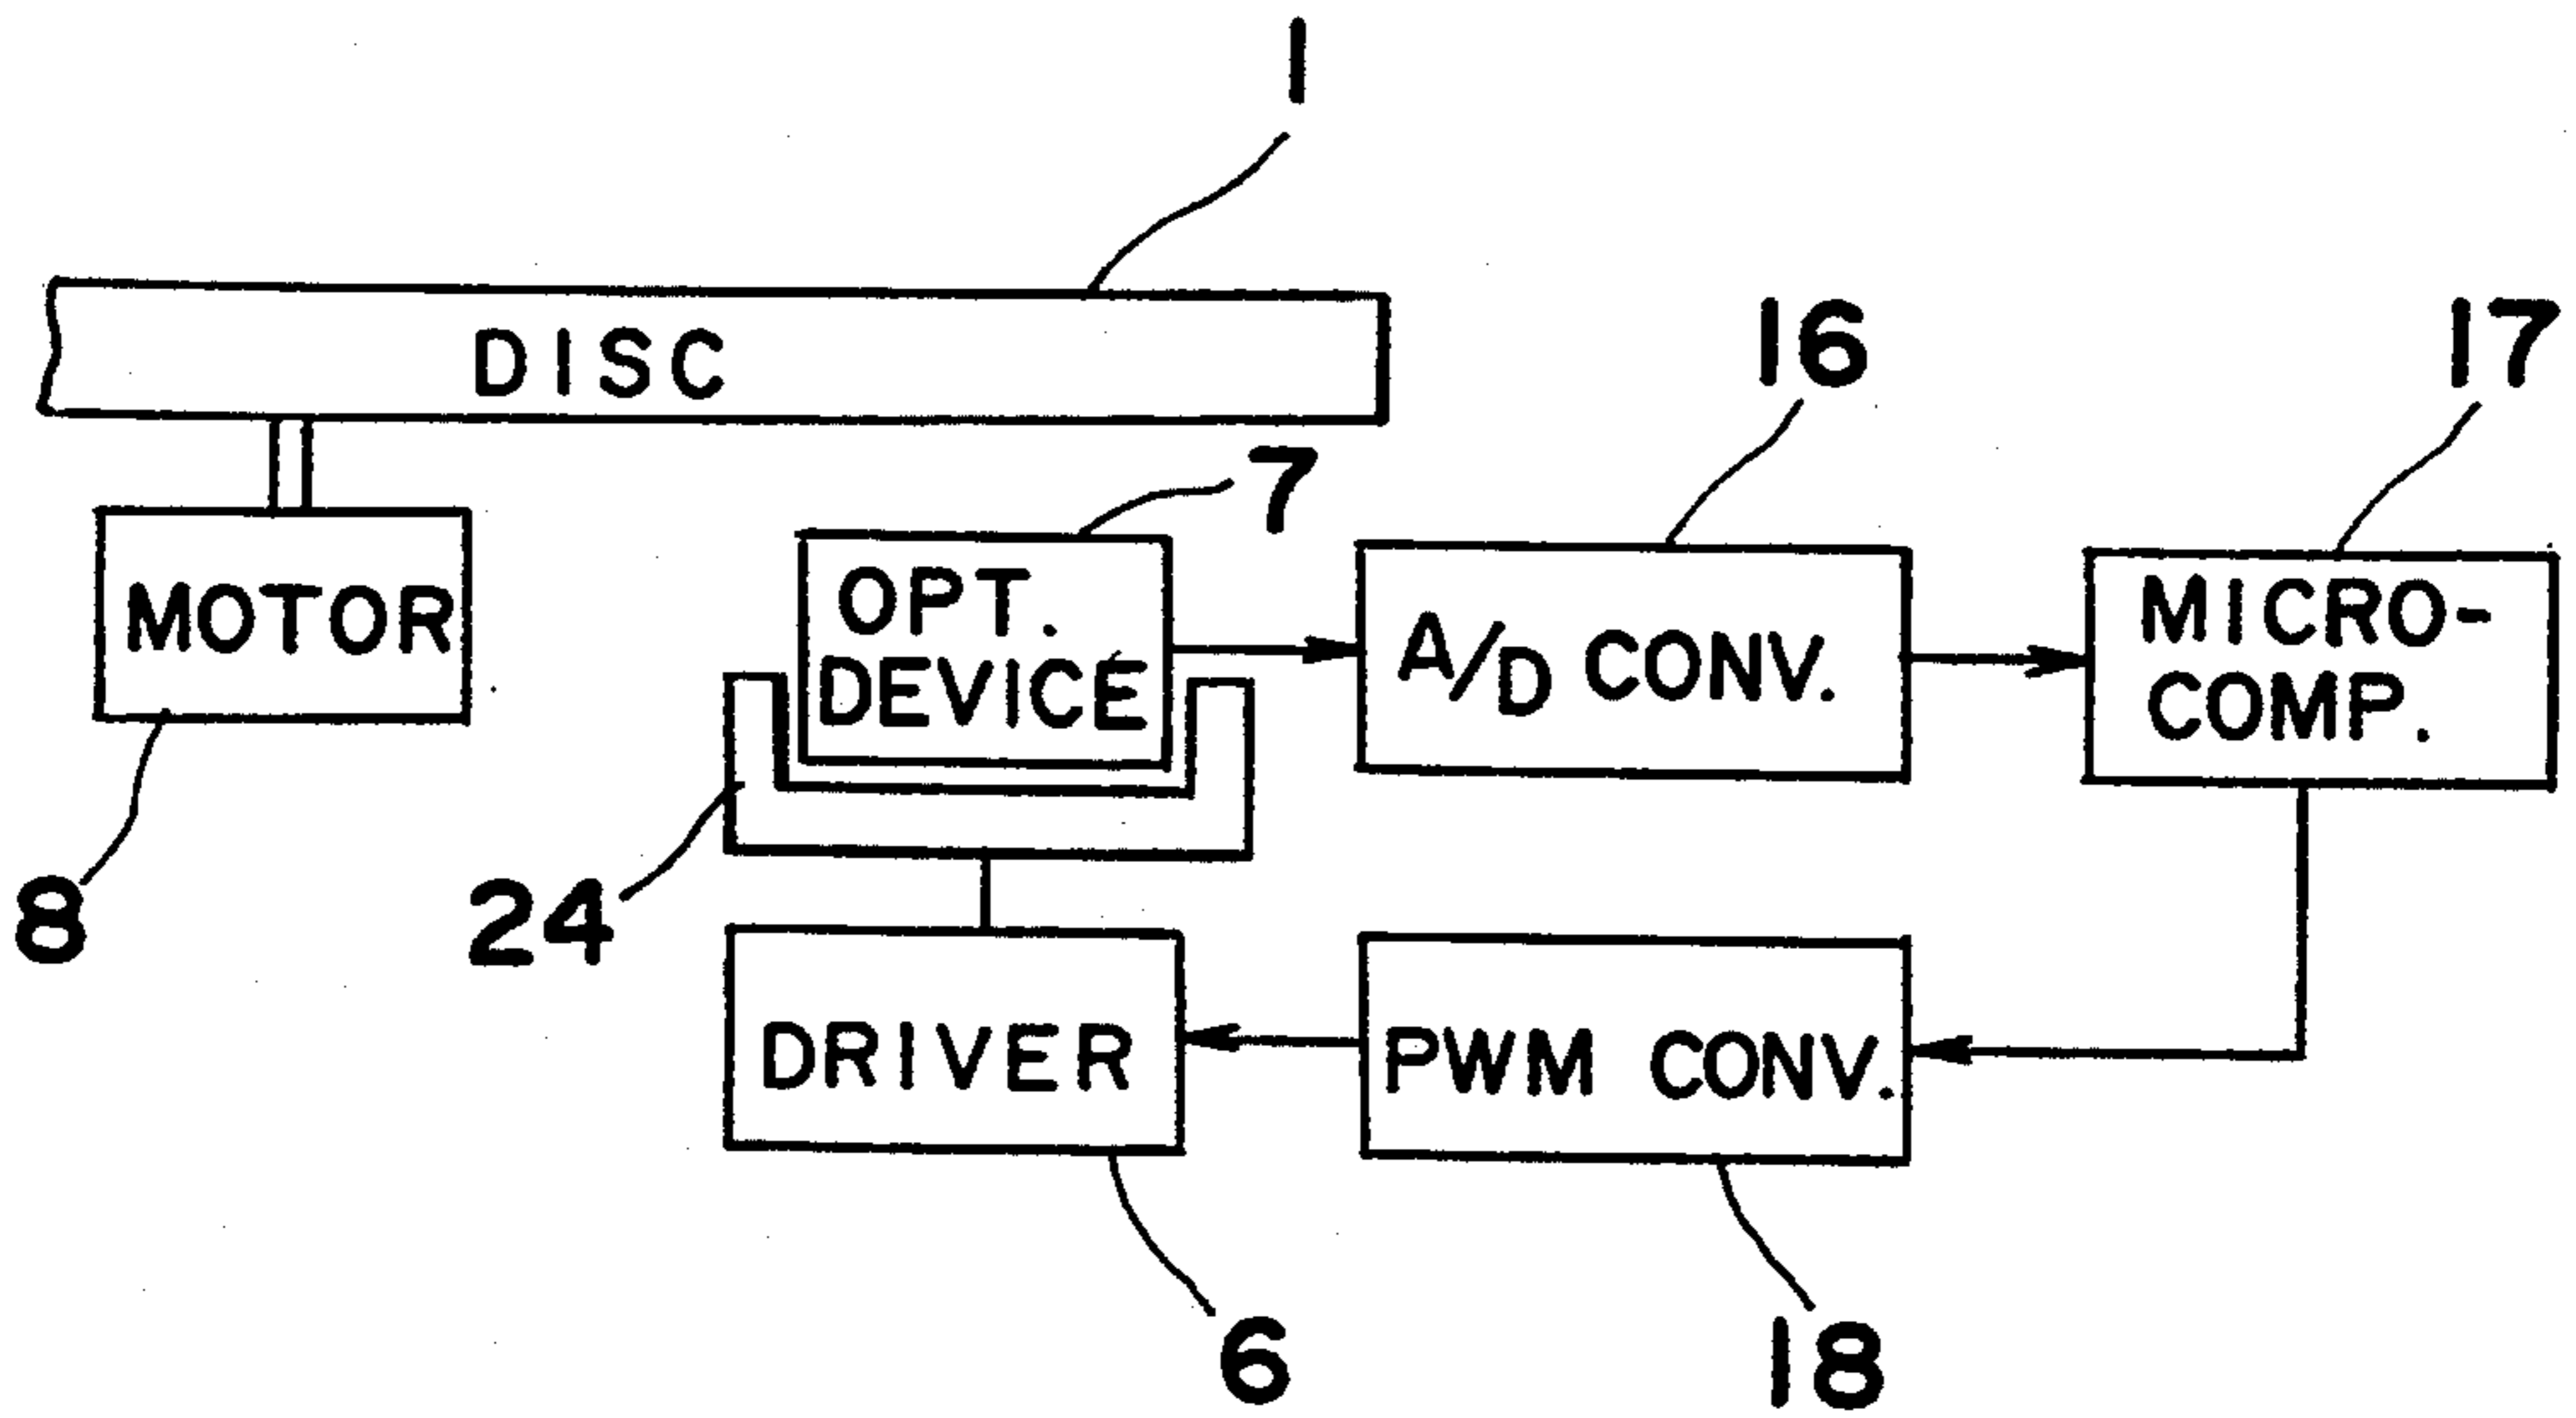 1
DISC
16
17
7
MOTOR
OPT.
DEVICE
A/D CONV.
MICRO-
COMP.
8
24
DRIVER
PWM CONV.
6
18